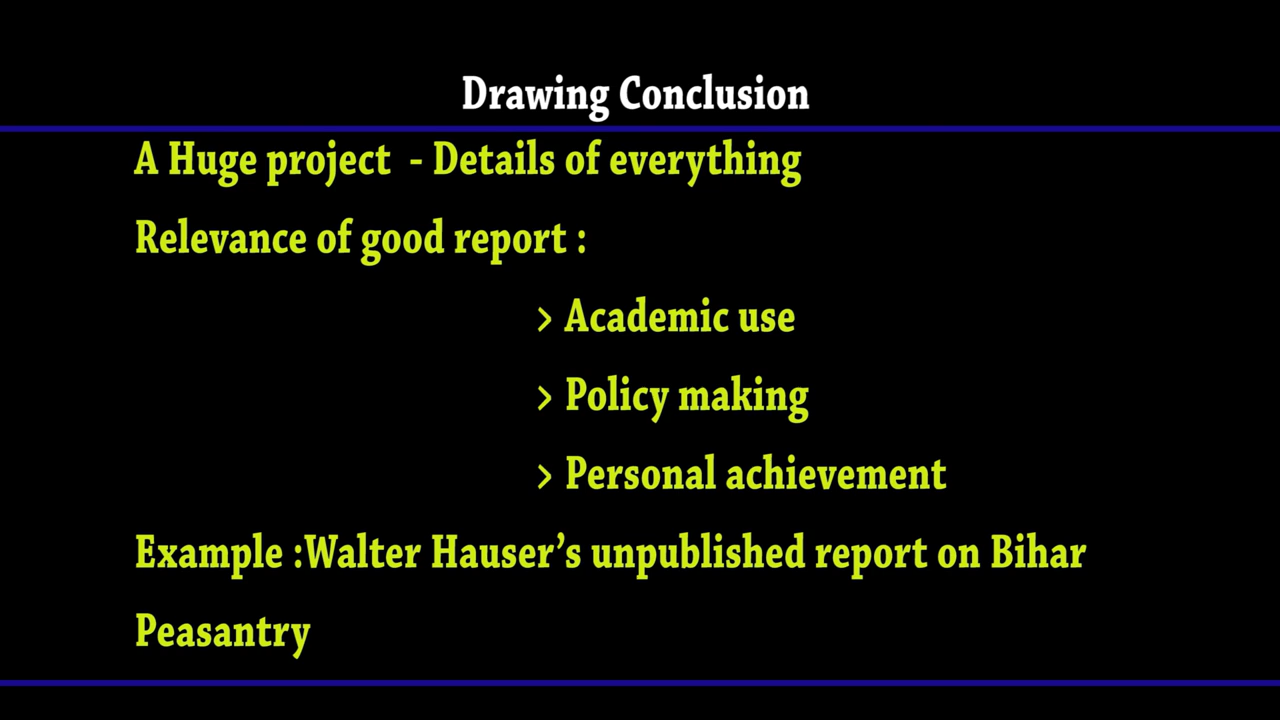 Drawing Conclusion
A Huge project - Details of everything
Relevance of good report :
> Academic use
> Policy making
> Personal achievement
Example :Walter Hauser’s unpublished report on Bihar
Peasantry